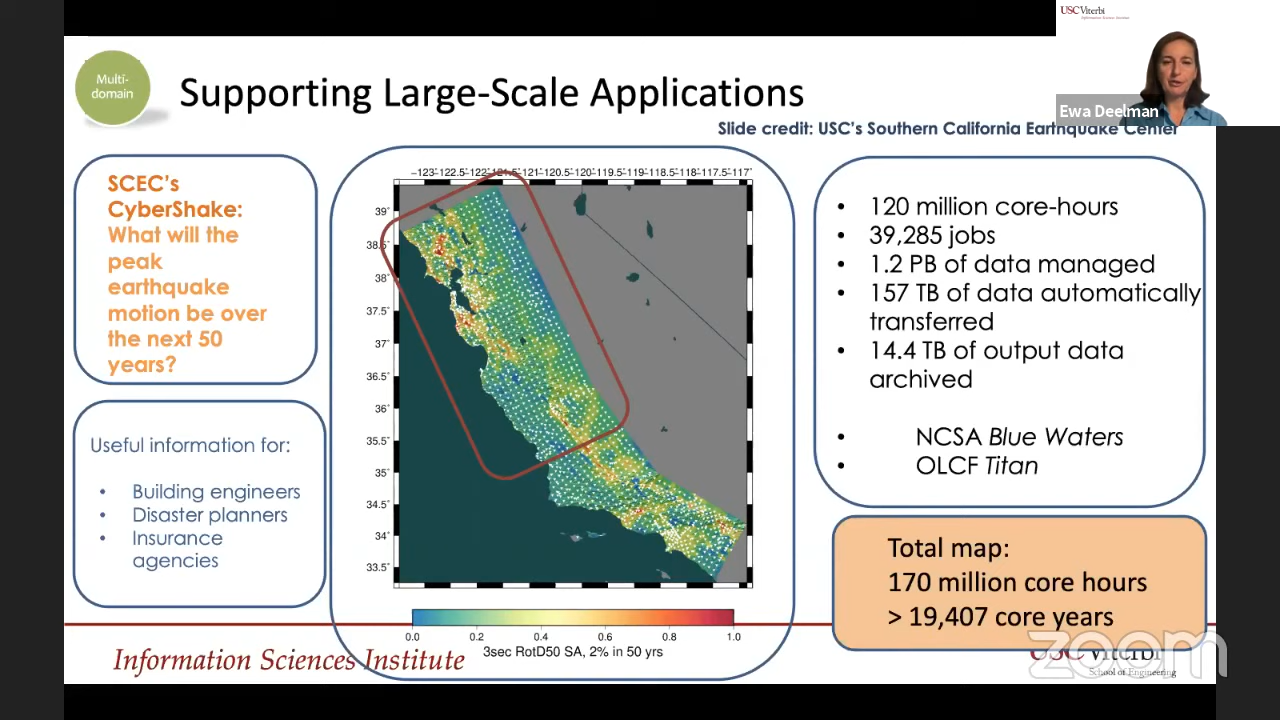 USC Viterbi
Ewa Deelman
Multi-
domain
Supporting Large-Scale Applications
Slide credit: USC's Southern California Earthquake Center
SCEC's
CyberShake:
What will the
peak
earthquake
motion be over
the next 50
years?
Useful information for:
• Building engineers
• Disaster planners
• Insurance
agencies
-123°-122.5°-122°-121.5°-121°-120.5°-120°-119.5°-119°-118.5°-118°-117.5°-117°
39°
38.5°
38°
37.5°
37°
36.5°
36°
35.5°
35°
34.5°
34°
33.5°
0.0 0.2 0.4 0.6 0.8 1.0
3sec RotD50 SA, 2% in 50 yrs
• 120 million core-hours
• 39,285 jobs
• 1.2 PB of data managed
• 157 TB of data automatically
transferred
• 14.4 TB of output data
archived
• NCSA Blue Waters
• OLCF Titan
Total map:
170 million core hours
> 19,407 core years
Information Sciences Institute
zoom
USC Viterbi
School of Engineering